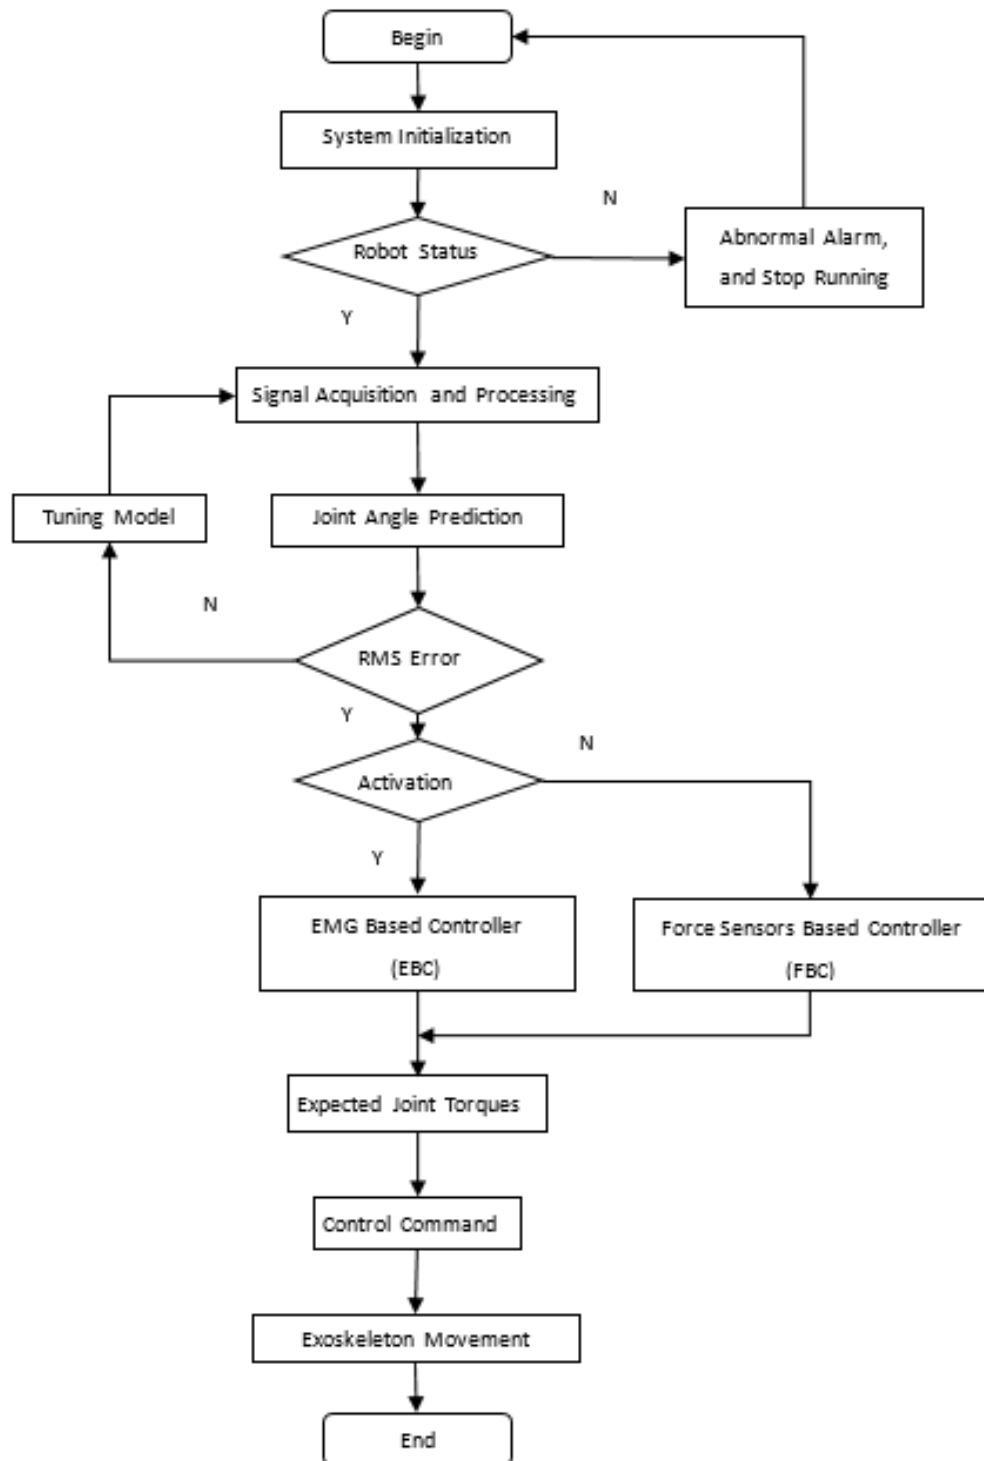 Begin
System Initialization
N
Robot Status
Abnormal Alarm,
and Stop Running
Y
Signal Acquisition and Processing
Tuning Model
Joint Angle Prediction
N
RMS Error
Y
N
Activation
Y
EMG Based Controller
(EBC)
Force Sensors Based Controller
(FBC)
Expected Joint Torques
Control Command
Exoskeleton Movement
End